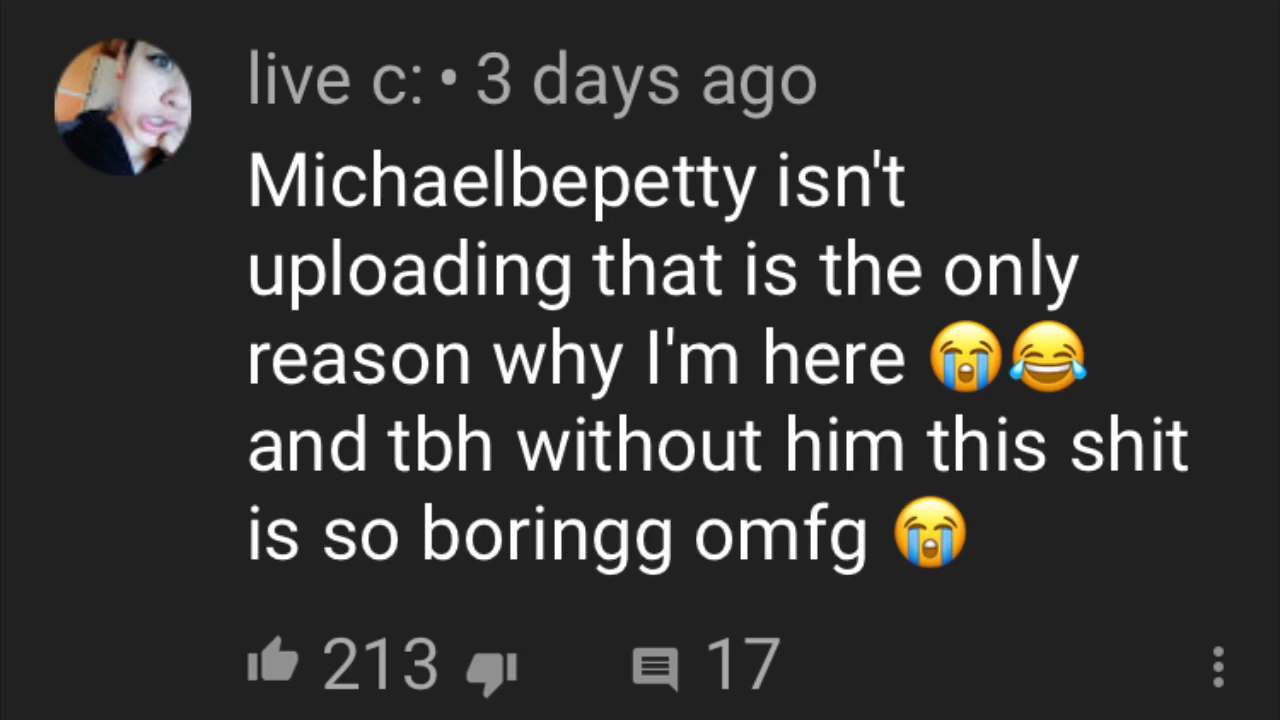 live c: • 3 days ago
Michaelbepetty isn't
uploading that is the only
reason why I'm here 😭😂
and tbh without him this shit
is so boringg omfg 😭
213 17